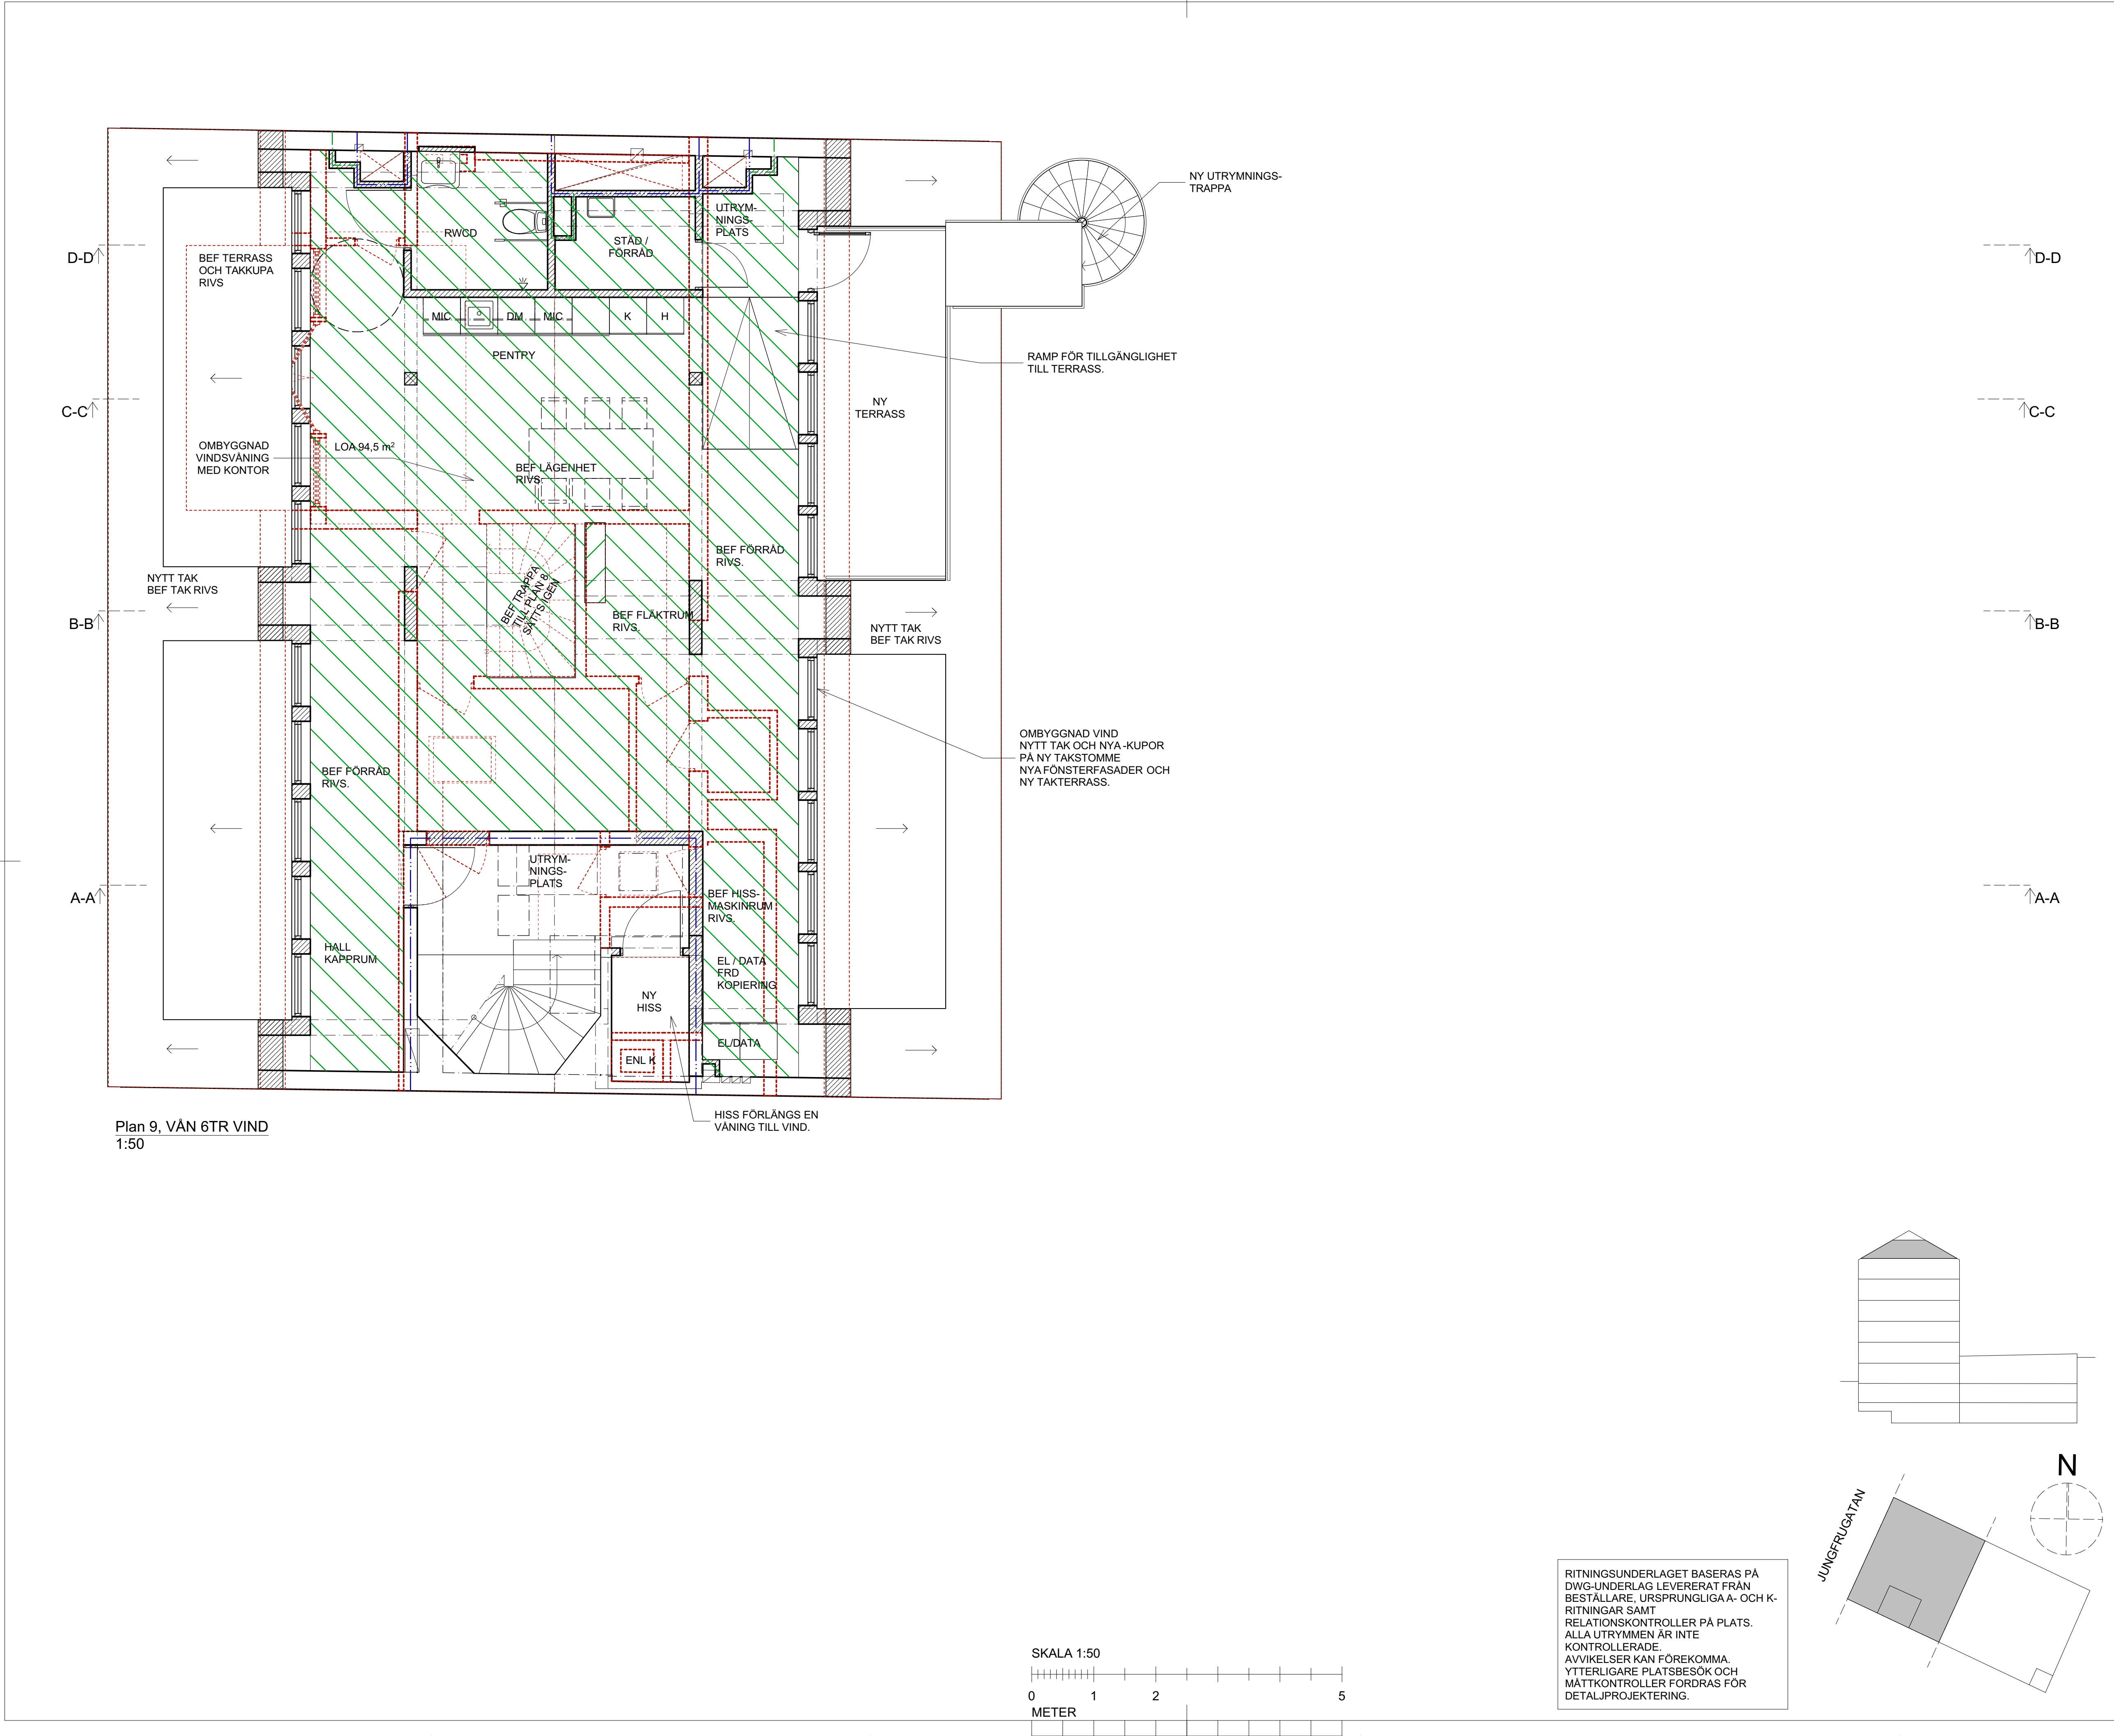 NY UTRYMNINGS-
TRAPPA
UTRYM-
NINGS-
PLATS
RWCD
STÄD /
FÖRRÅD
D-D
BEF TERRASS
OCH TAKKUPA
RIVS
D-D
MIC
DM
MIC
K
H
PENTRY
RAMP FÖR TILLGÄNGLIGHET
TILL TERRASS.
C-C
NY
TERRASS
C-C
OMBYGGNAD
VINDSVÅNING
MED KONTOR
LOA 94,5 m²
BEF LÄGENHET
RIVS.
BEF FÖRRÅD
RIVS.
NYTT TAK
BEF TAK RIVS
BEF TRAPPA
TILL PLAN 8
SÄTTS IGEN
BEF FLÄKTRUM
RIVS.
B-B
NYTT TAK
BEF TAK RIVS
B-B
OMBYGGNAD VIND
NYTT TAK OCH NYA -KUPOR
PÅ NY TAKSTOMME
NYA FÖNSTERFASADER OCH
NY TAKTERRASS.
BEF FÖRRÅD
RIVS.
UTRYM-
NINGS-
PLATS
A-A
BEF HISS-
MASKINRUM
RIVS.
A-A
HALL
KAPPRUM
EL / DATA
FRD
KOPIERING
NY
HISS
EL/DATA
ENL K
HISS FÖRLÄNGS EN
VÅNING TILL VIND.
Plan 9, VÅN 6TR VIND
1:50
N
JUNGFRUGATAN
RITNINGSUNDERLAGET BASERAS PÅ
DWG-UNDERLAG LEVERERAT FRÅN
BESTÄLLARE, URSPRUNGLIGA A- OCH K-
RITNINGAR SAMT
RELATIONSKONTROLLER PÅ PLATS.
ALLA UTRYMMEN ÄR INTE
KONTROLLERADE.
AVVIKELSER KAN FÖREKOMMA.
YTTERLIGARE PLATSBESÖK OCH
MÅTTKONTROLLER FORDRAS FÖR
DETALJPROJEKTERING.
SKALA 1:50
0 1 2 5
METER